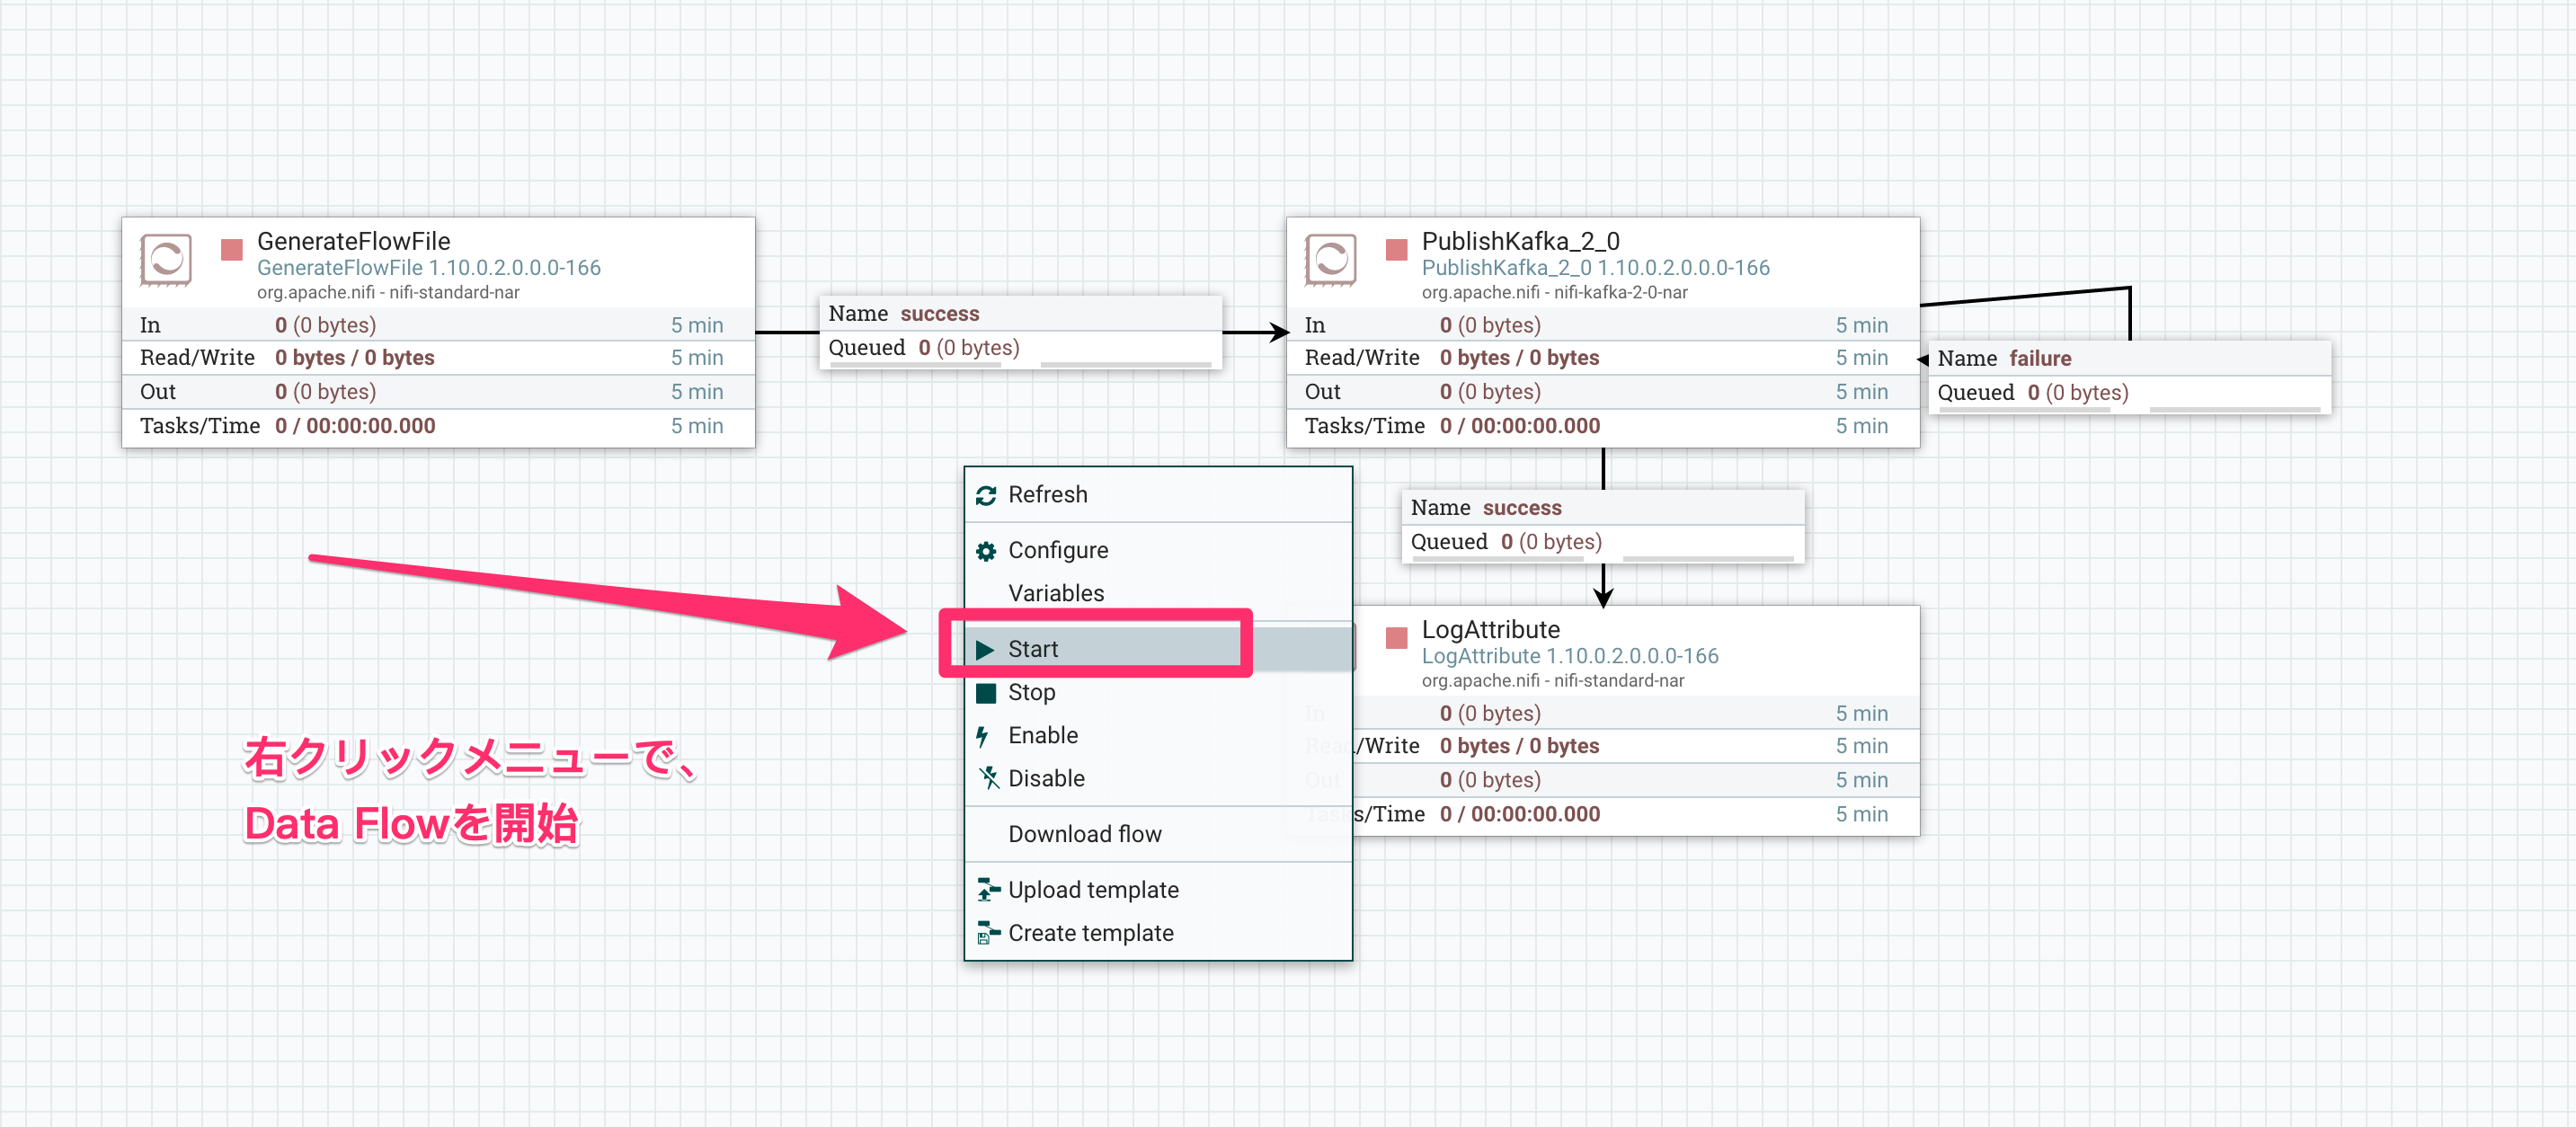 GenerateFlowFile
GenerateFlowFile 1.10.0.2.0.0.0-166
org.apache.nifi - nifi-standard-nar
In 0 (0 bytes) 5 min
Read/Write 0 bytes / 0 bytes 5 min
Out 0 (0 bytes) 5 min
Tasks/Time 0 / 00:00:00.000 5 min
Name success
Queued 0 (0 bytes)
PublishKafka_2_0
PublishKafka_2_0 1.10.0.2.0.0.0-166
org.apache.nifi - nifi-kafka-2-0-nar
In 0 (0 bytes) 5 min
Read/Write 0 bytes / 0 bytes 5 min
Out 0 (0 bytes) 5 min
Tasks/Time 0 / 00:00:00.000 5 min
Name failure
Queued 0 (0 bytes)
Name success
Queued 0 (0 bytes)
Refresh
Configure
Variables
Start
Stop
Enable
Disable
Download flow
Upload template
Create template
LogAttribute
LogAttribute 1.10.0.2.0.0.0-166
org.apache.nifi - nifi-standard-nar
In 0 (0 bytes) 5 min
Read/Write 0 bytes / 0 bytes 5 min
Out 0 (0 bytes) 5 min
Tasks/Time 0 / 00:00:00.000 5 min
右クリックメニューで、
Data Flowを開始